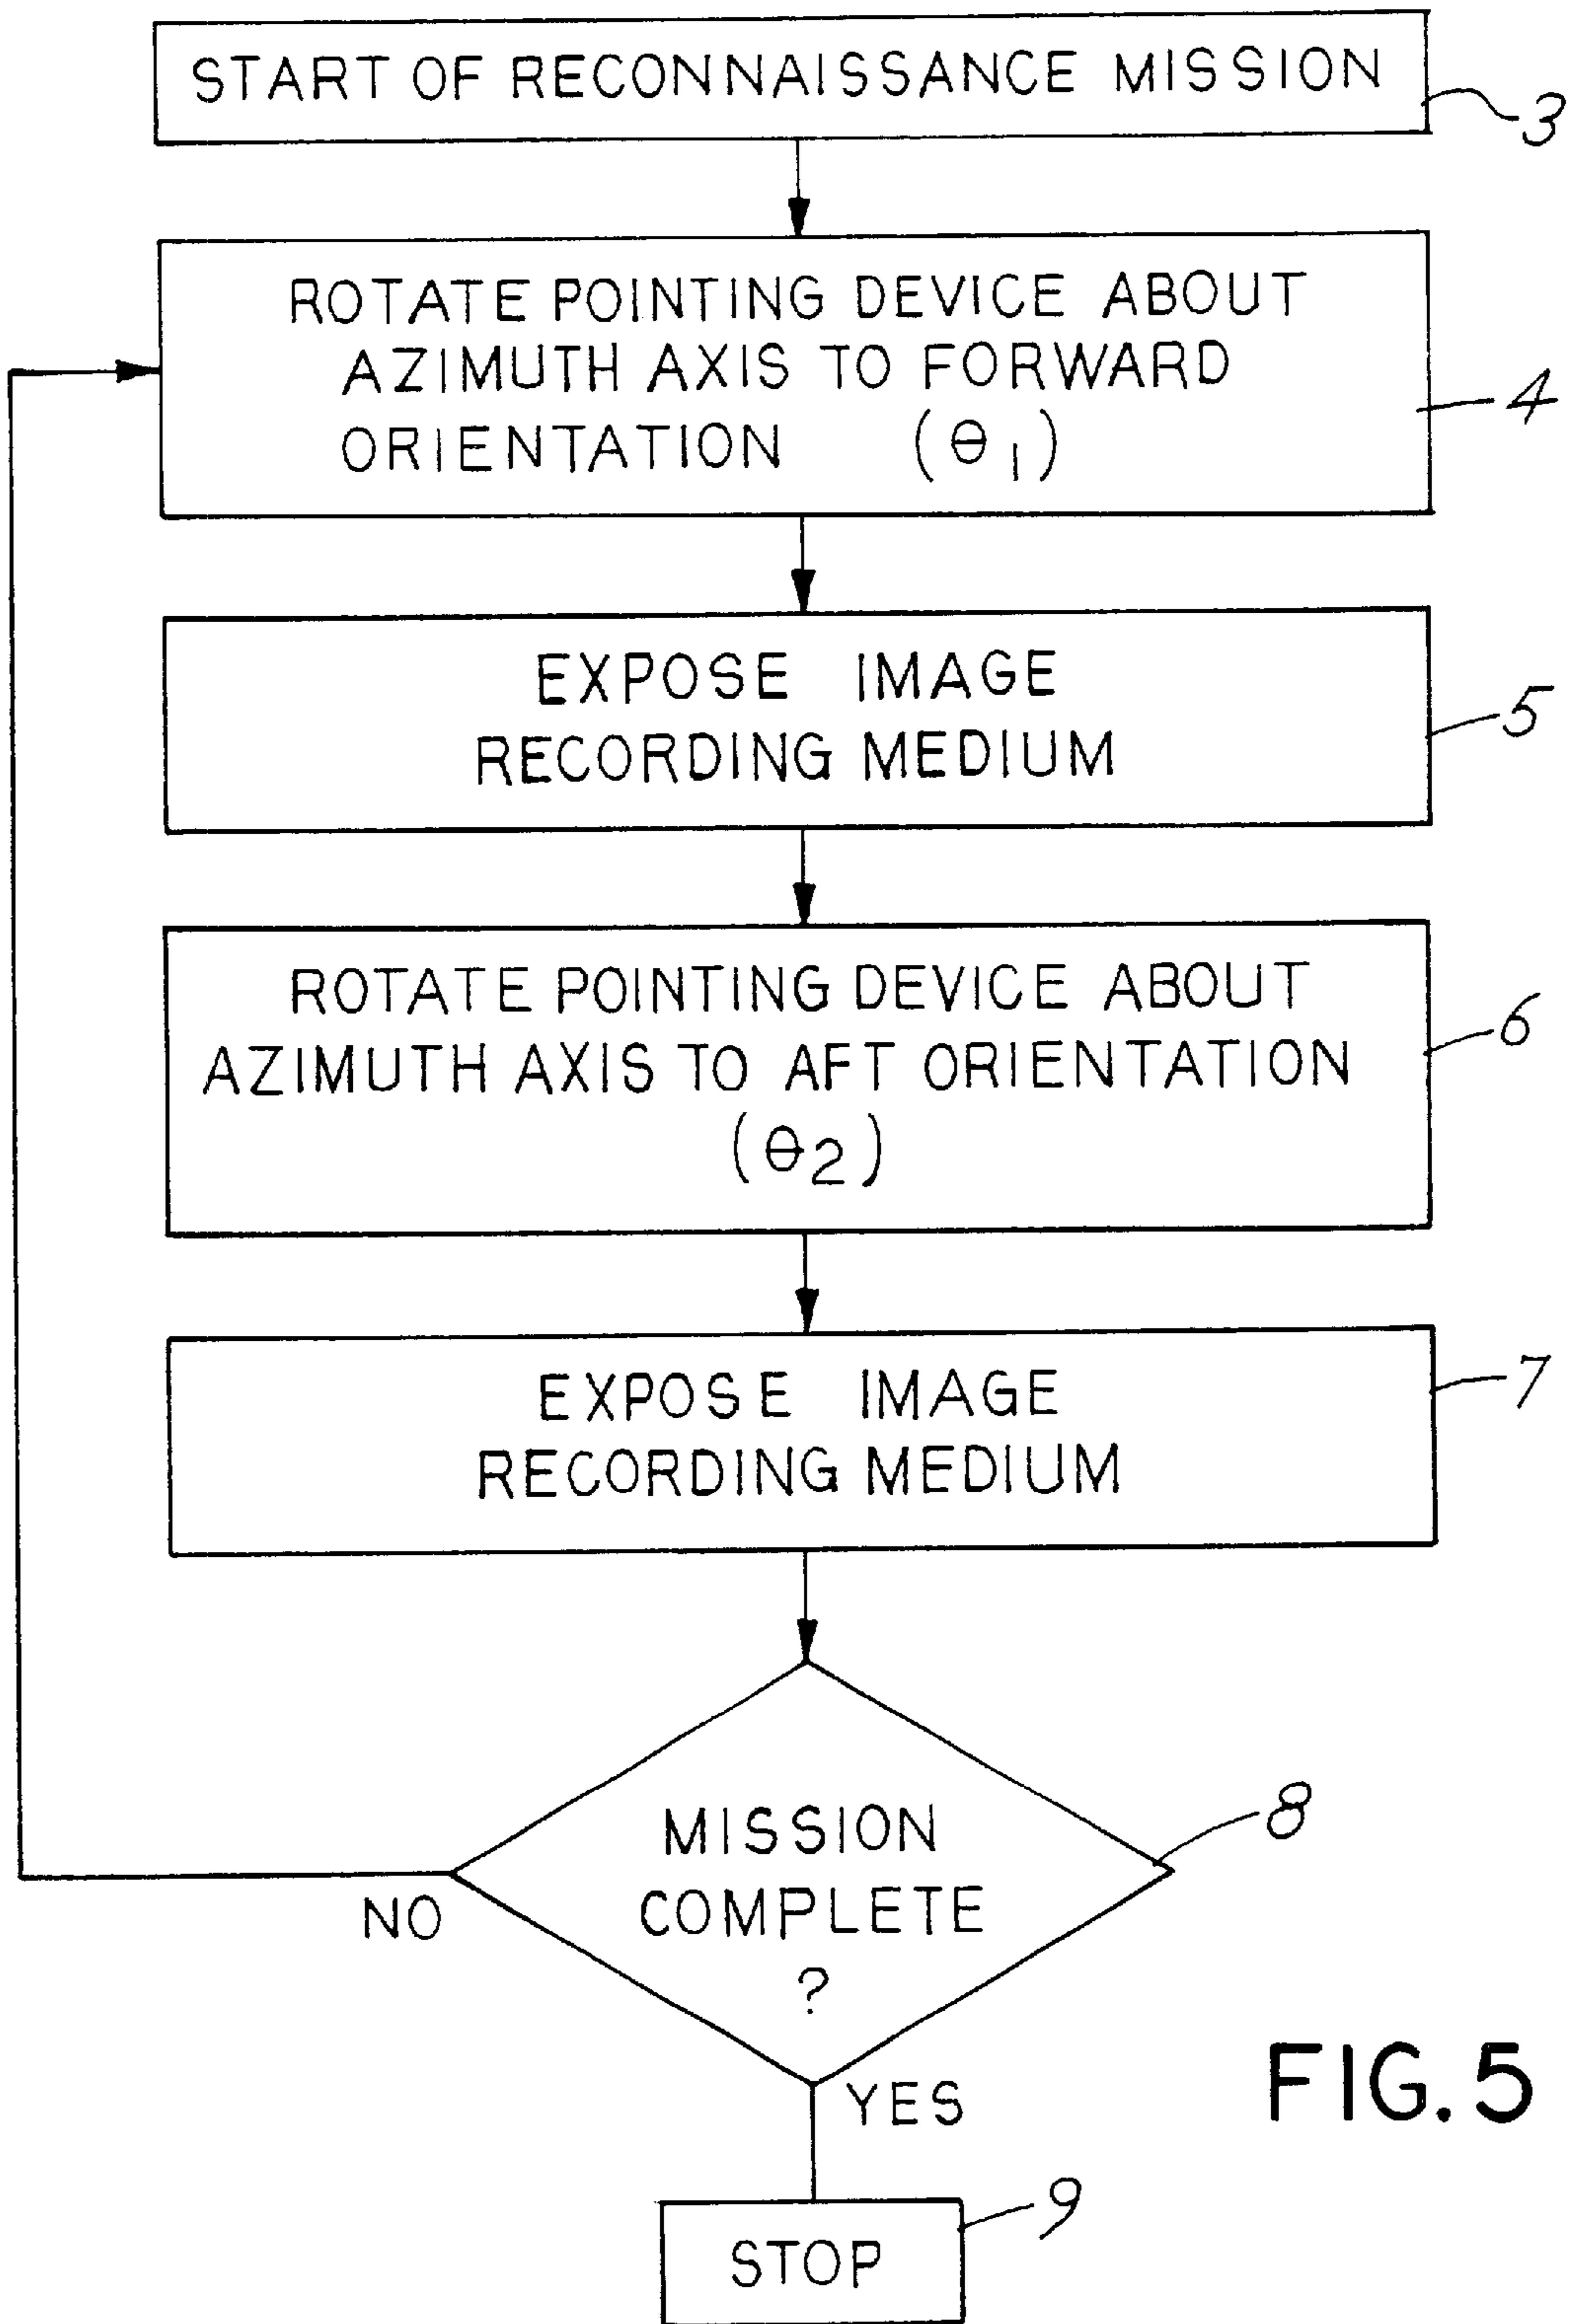 START OF RECONNAISSANCE MISSION
3
ROTATE POINTING DEVICE ABOUT
AZIMUTH AXIS TO FORWARD
ORIENTATION (θ1)
4
EXPOSE IMAGE
RECORDING MEDIUM
5
ROTATE POINTING DEVICE ABOUT
AZIMUTH AXIS TO AFT ORIENTATION
(θ2)
6
EXPOSE IMAGE
RECORDING MEDIUM
7
MISSION
COMPLETE
?
8
NO
YES
FIG. 5
STOP
9